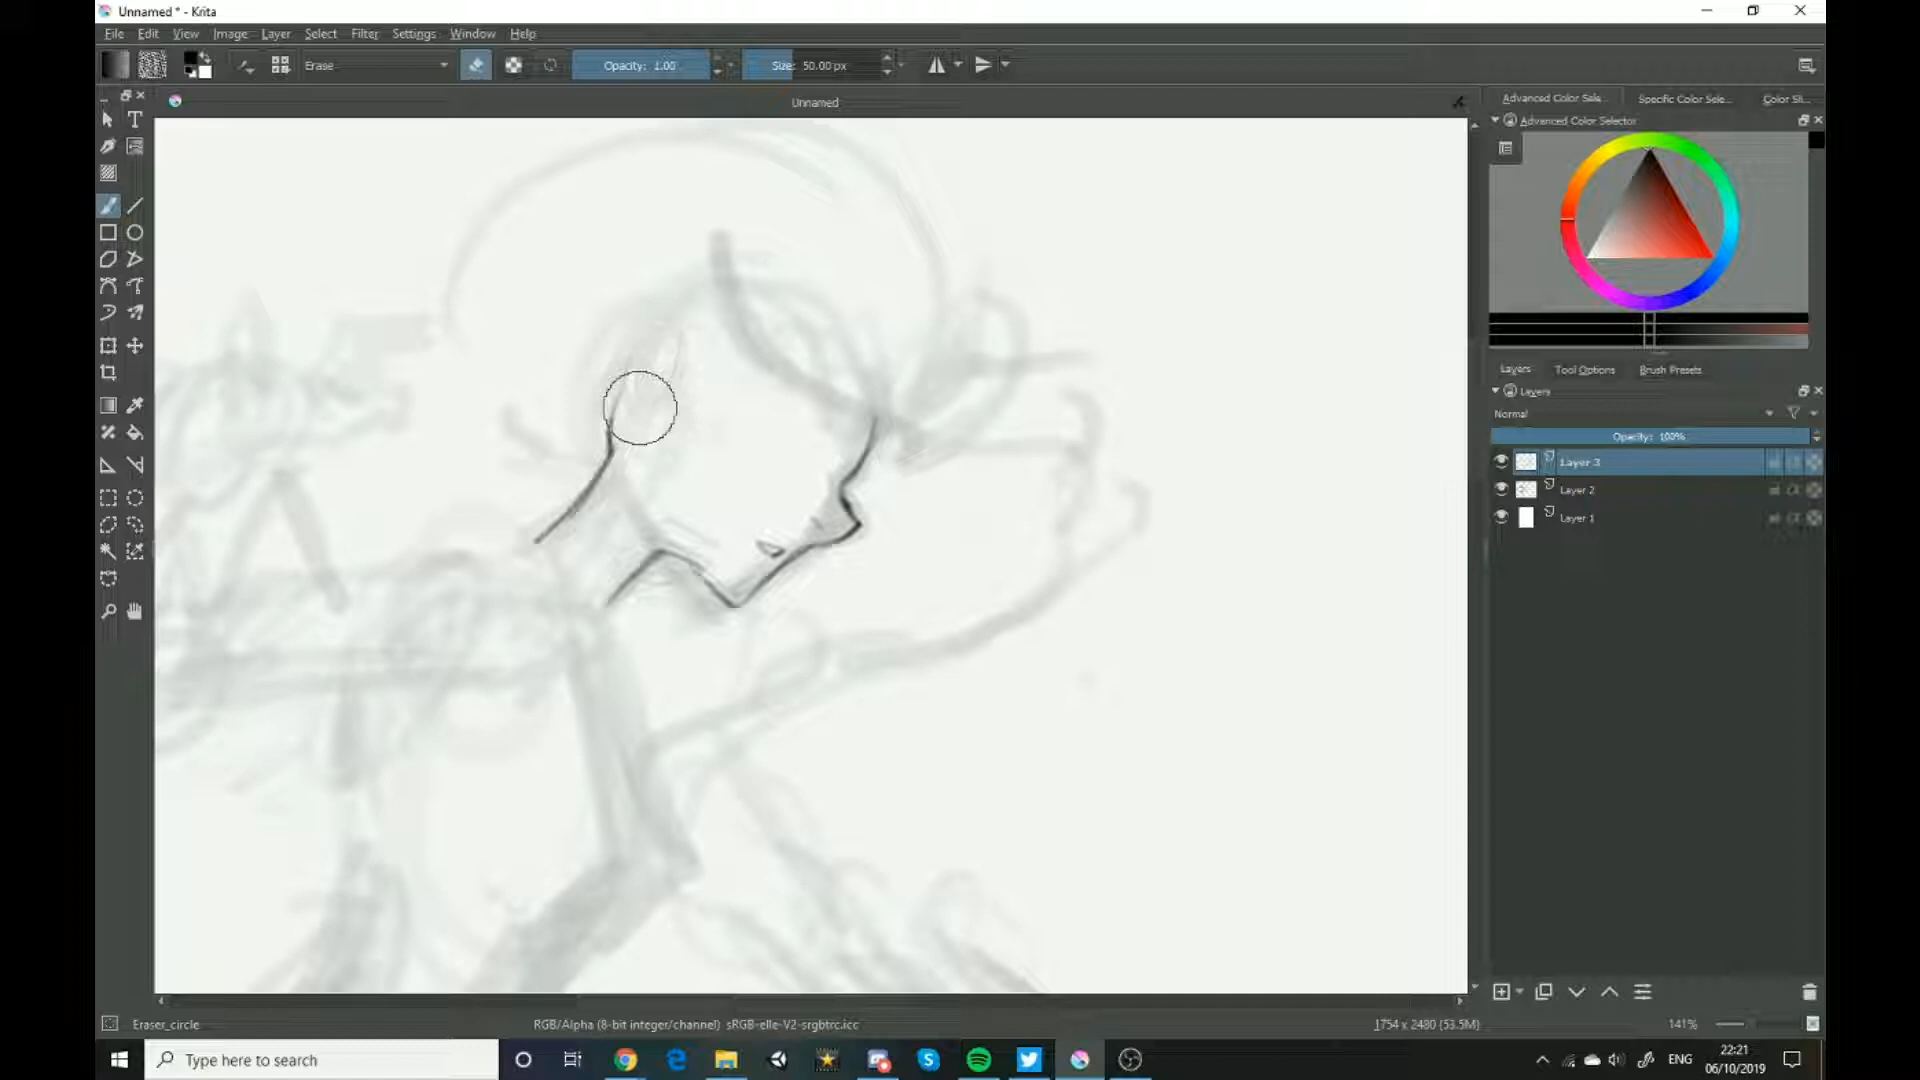 Unnamed * - Krita
File Edit View Image Layer Select Filter Settings Window Help
Erase
Opacity: 1.00
Size: 50.00 px
Unnamed
Advanced Color Sele...
Specific Color Sele...
Color Sl...
Advanced Color Selector
Layers
Tool Options
Brush Presets
Layers
Normal
Opacity: 100%
Layer 3
Layer 2
Layer 1
Eraser_circle
RGB/Alpha (8-bit integer/channel) sRGB-elle-V2-srgbtrc.icc
1754 x 2480 (53.5M)
141%
Type here to search
ENG
22:21
06/10/2019